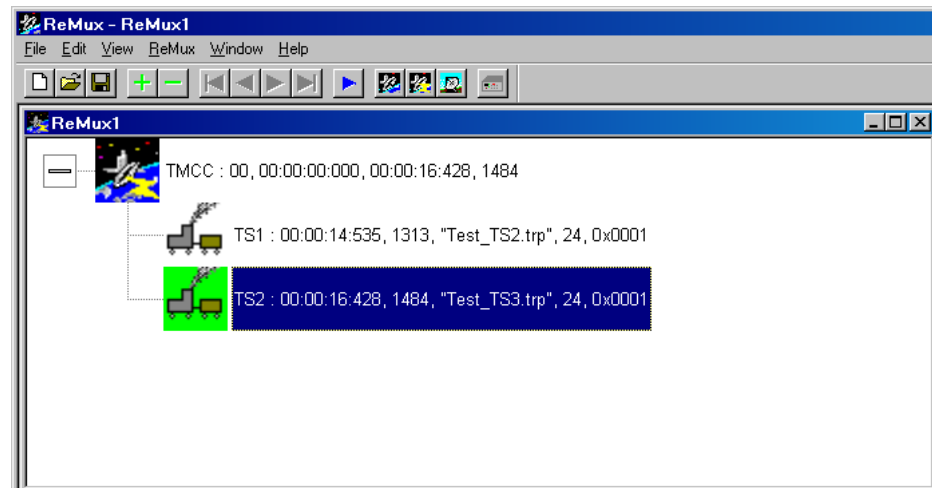 ReMux - ReMux1
File Edit View ReMux Window Help
ReMux1
TMCC : 00, 00:00:00:000, 00:00:16:428, 1484
TS1 : 00:00:14:535, 1313, "Test_TS2.trp", 24, 0x0001
TS2 : 00:00:16:428, 1484, "Test_TS3.trp", 24, 0x0001